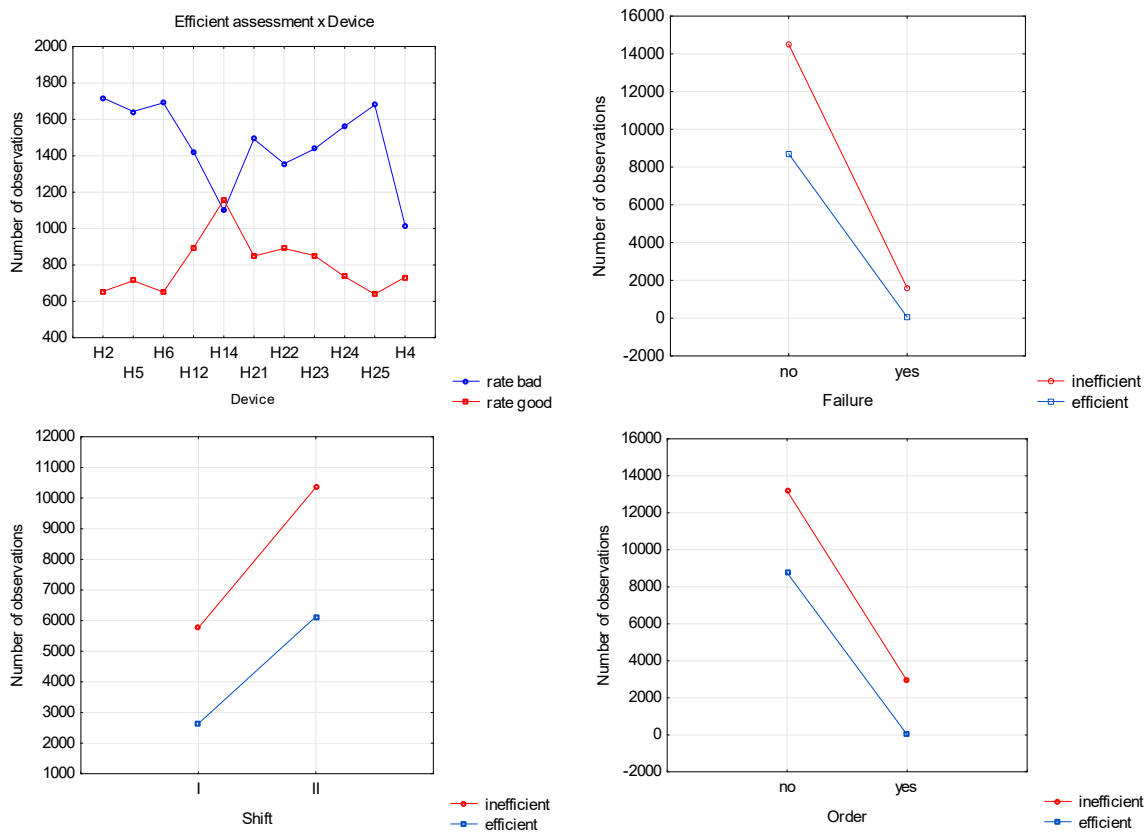 Efficient assessment x Device
Number of observations
2000
1800
1600
1400
1200
1000
800
600
400
H2 H6 H14 H22 H24 H4
H5 H12 H21 H23 H25
Device
rate bad
rate good
Number of observations
16000
14000
12000
10000
8000
6000
4000
2000
0
-2000
no yes
Failure
inefficient
efficient
Number of observations
12000
11000
10000
9000
8000
7000
6000
5000
4000
3000
2000
1000
I II
Shift
inefficient
efficient
Number of observations
16000
14000
12000
10000
8000
6000
4000
2000
0
-2000
no yes
Order
inefficient
efficient